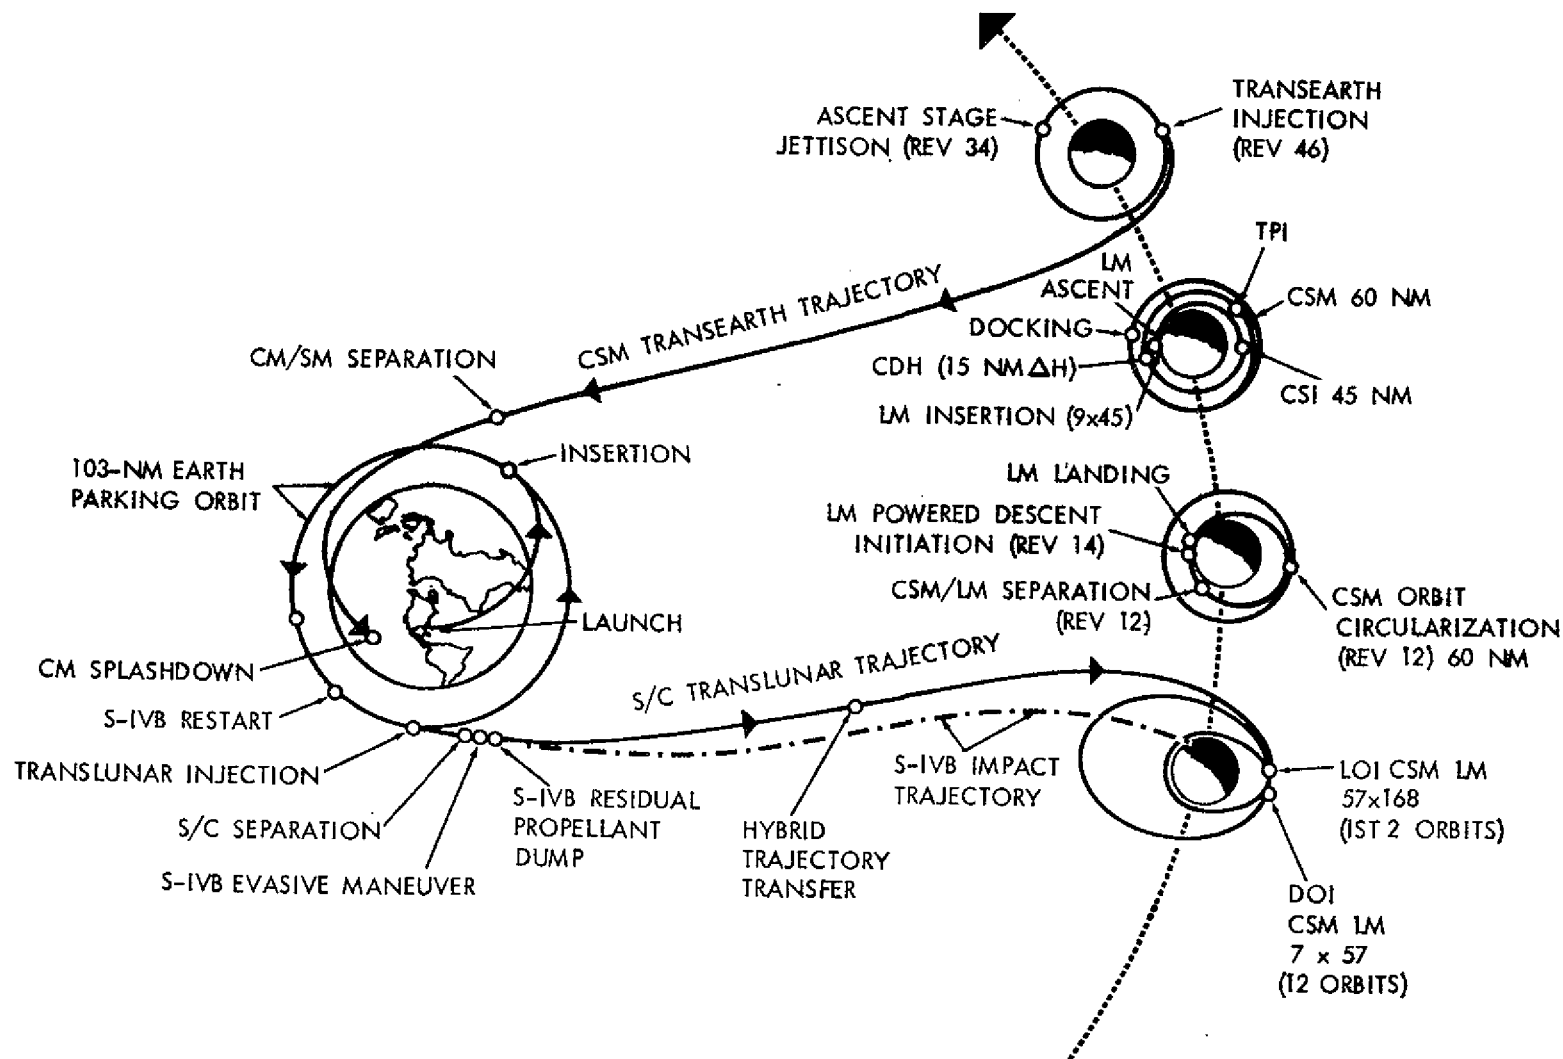 ASCENT STAGE
JETTISON (REV 34)
TRANSEARTH
INJECTION
(REV 46)
TPI
LM
ASCENT
CSM 60 NM
DOCKING
CDH (15 NM ΔH)
CSI 45 NM
LM INSERTION (9x45)
CSM TRANSEARTH TRAJECTORY
CM/SM SEPARATION
INSERTION
103-NM EARTH
PARKING ORBIT
LAUNCH
CM SPLASHDOWN
S-IVB RESTART
TRANSLUNAR INJECTION
S/C SEPARATION
S-IVB EVASIVE MANEUVER
S-IVB RESIDUAL
PROPELLANT
DUMP
S/C TRANSLUNAR TRAJECTORY
HYBRID
TRAJECTORY
TRANSFER
S-IVB IMPACT
TRAJECTORY
LM LANDING
LM POWERED DESCENT
INITIATION (REV 14)
CSM/LM SEPARATION
(REV 12)
CSM ORBIT
CIRCULARIZATION
(REV 12) 60 NM
LOI CSM LM
57x168
(1ST 2 ORBITS)
DOI
CSM LM
7 x 57
(12 ORBITS)